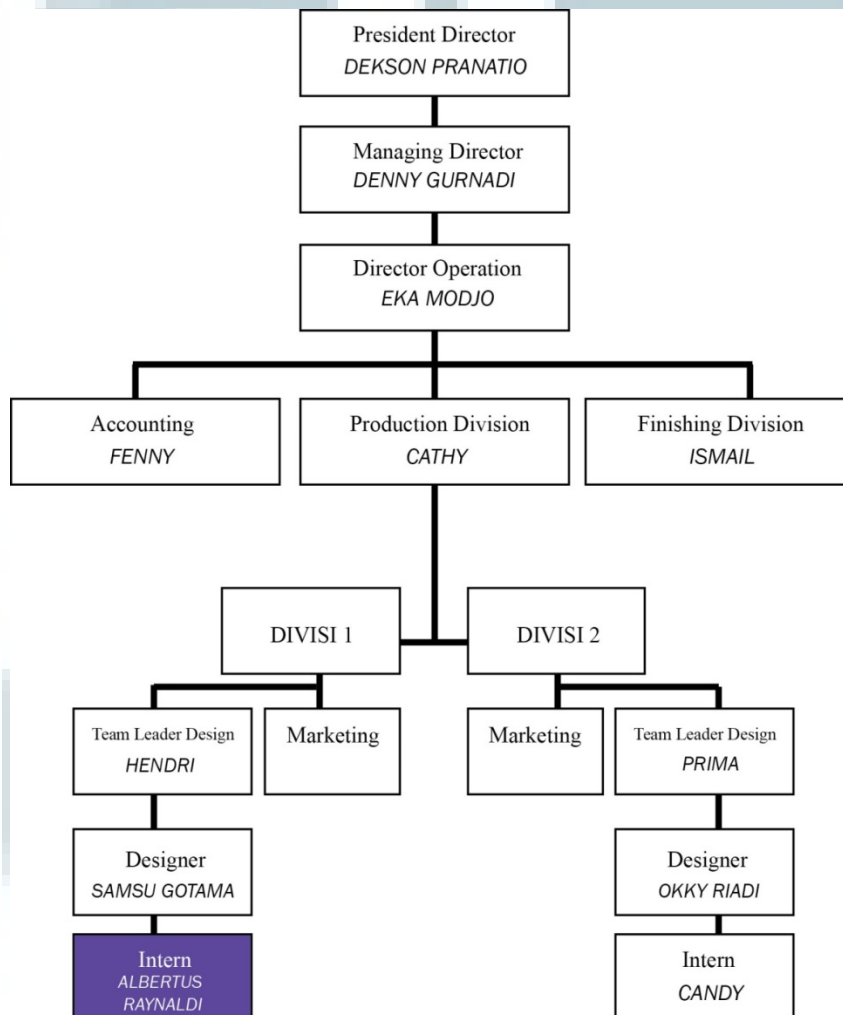 President Director
DEKSON PRANATIO
Managing Director
DENNY GURNADI
Director Operation
EKA MODJO
Accounting
FENNY
Production Division
CATHY
Finishing Division
ISMAIL
DIVISI 1
DIVISI 2
Team Leader Design
HENDRI
Marketing
Marketing
Team Leader Design
PRIMA
Designer
SAMSU GOTAMA
Designer
OKKY RIADI
Intern
ALBERTUS
RAYNALDI
Intern
CANDY